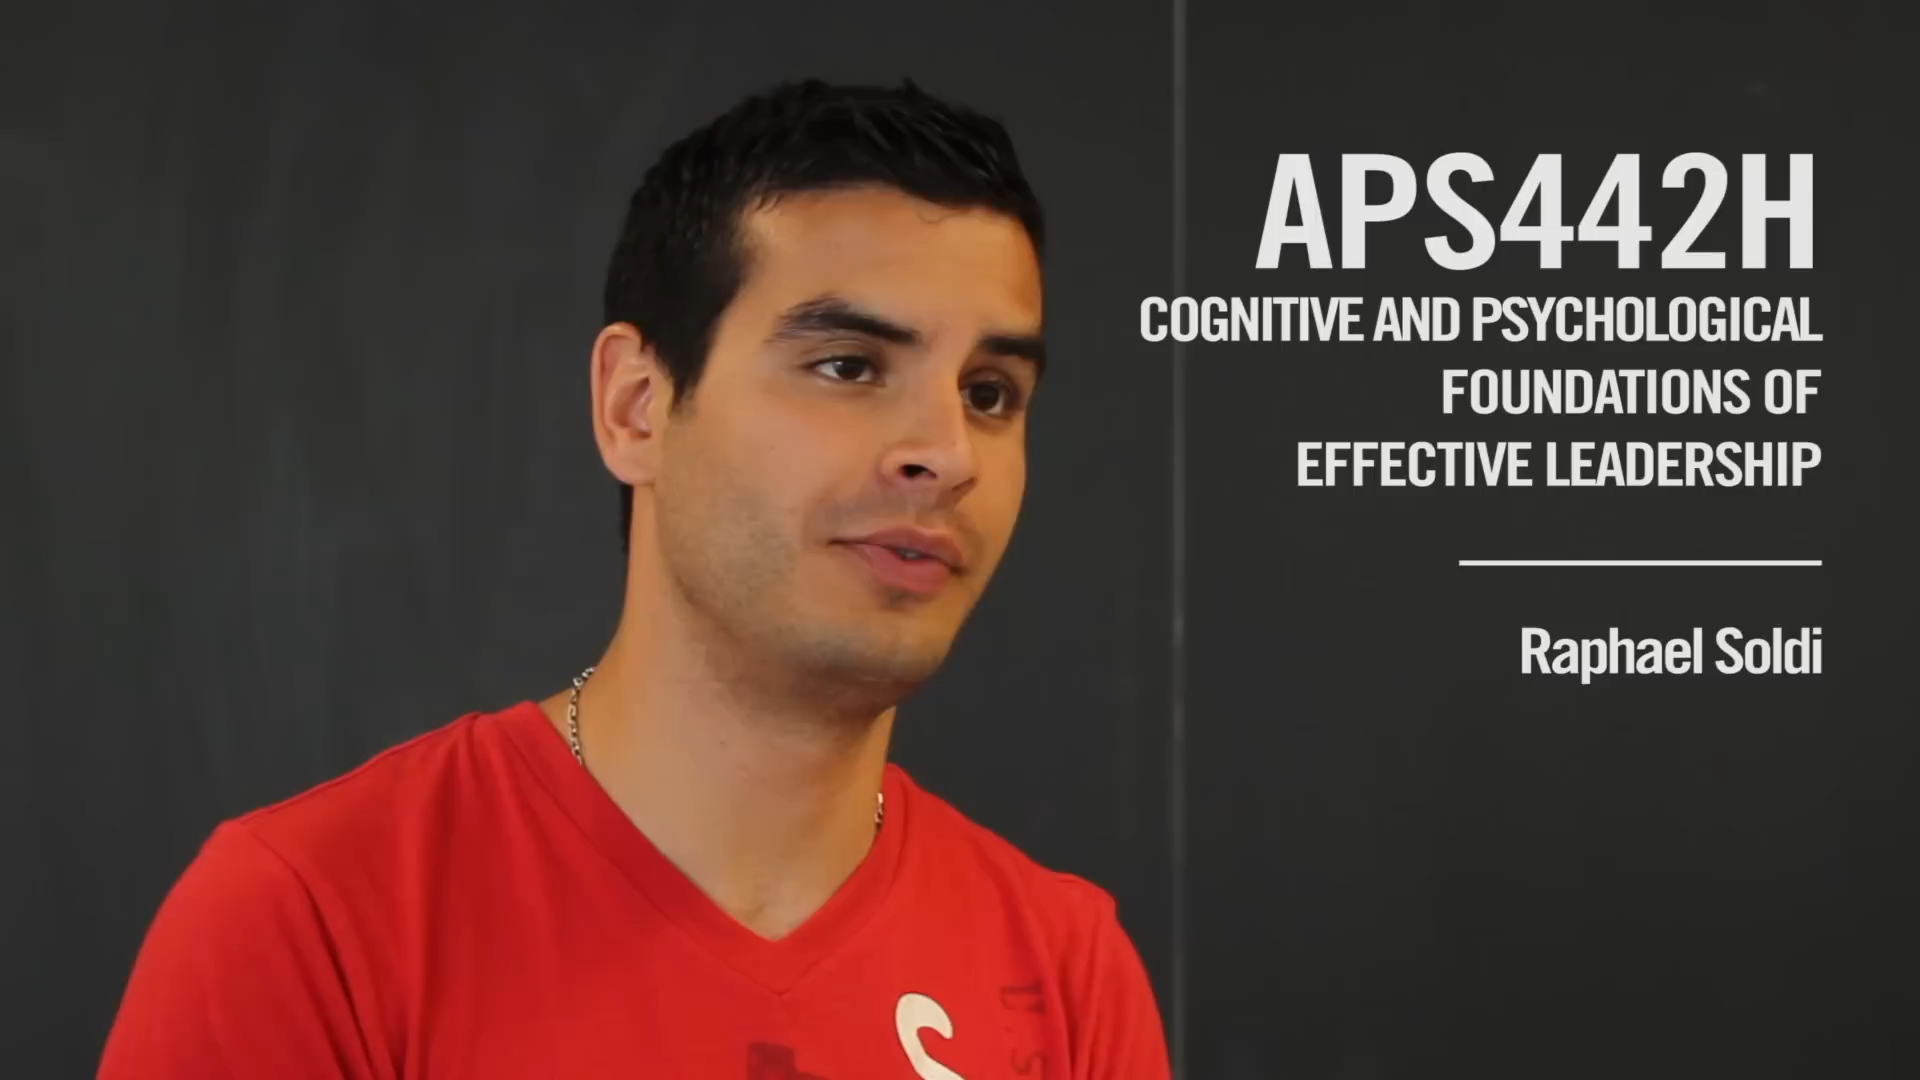 APS442H
COGNITIVE AND PSYCHOLOGICAL
FOUNDATIONS OF
EFFECTIVE LEADERSHIP
Raphael Soldi